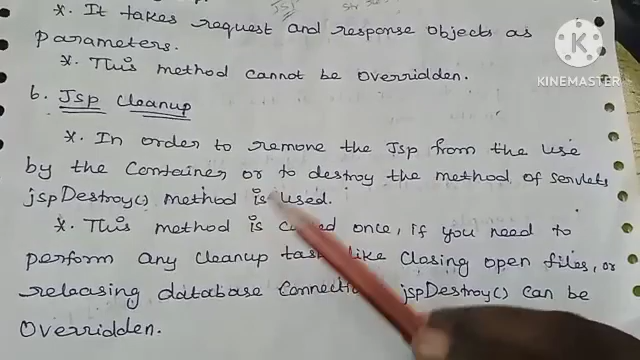 *. It takes request and response objects as
parameters.
*. This method cannot be overridden.
KINEMASTER
6. Jsp Cleanup
*. In order to remove the Jsp from the use
by the container or to destroy the method of servlets
jspDestroy() method is used.
*. This method is called once, if you need to
perform any cleanup task like closing open files, or
releasing database connections jspDestroy() can be
overridden.